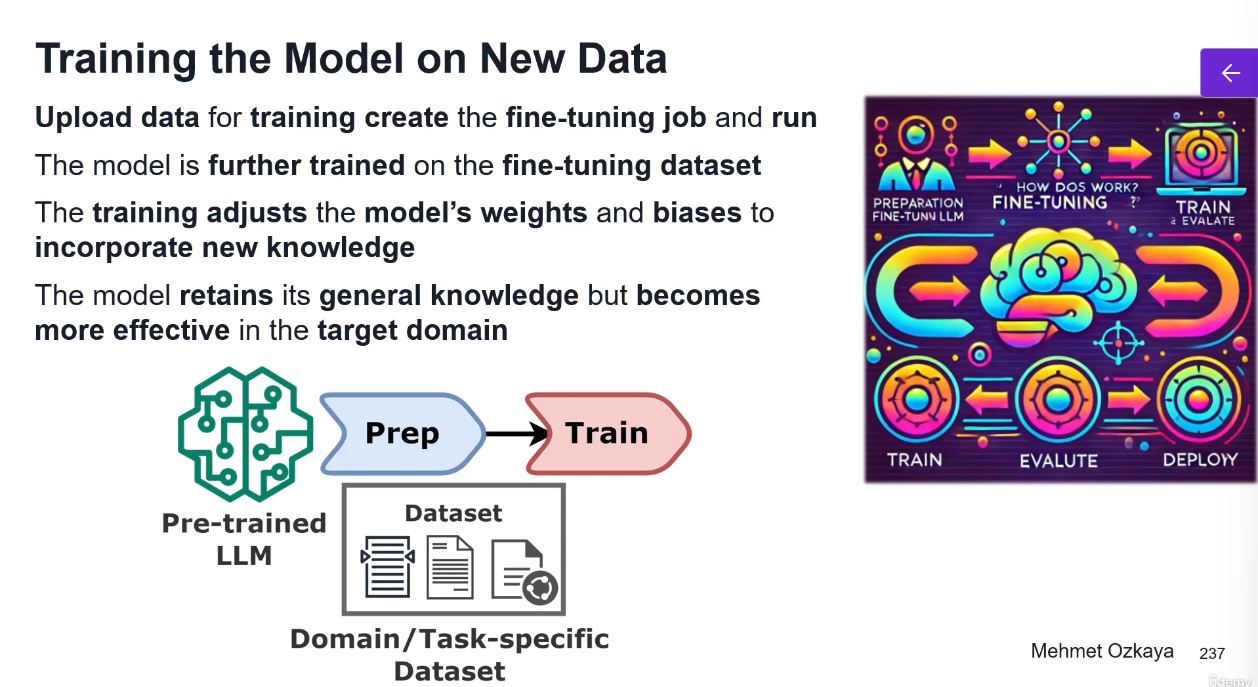 Training the Model on New Data
Upload data for training create the fine-tuning job and run
The model is further trained on the fine-tuning dataset
The training adjusts the model’s weights and biases to
incorporate new knowledge
The model retains its general knowledge but becomes
more effective in the target domain
Prep
Train
Pre-trained
LLM
Dataset
Domain/Task-specific
Dataset
PREPARATION
FINE-TUNN LLM
HOW DOS WORK?
FINE-TUNING ?
TRAIN
& EVALATE
TRAIN
EVALUTE
DEPLOYY
Mehmet Ozkaya
237
ûdemy